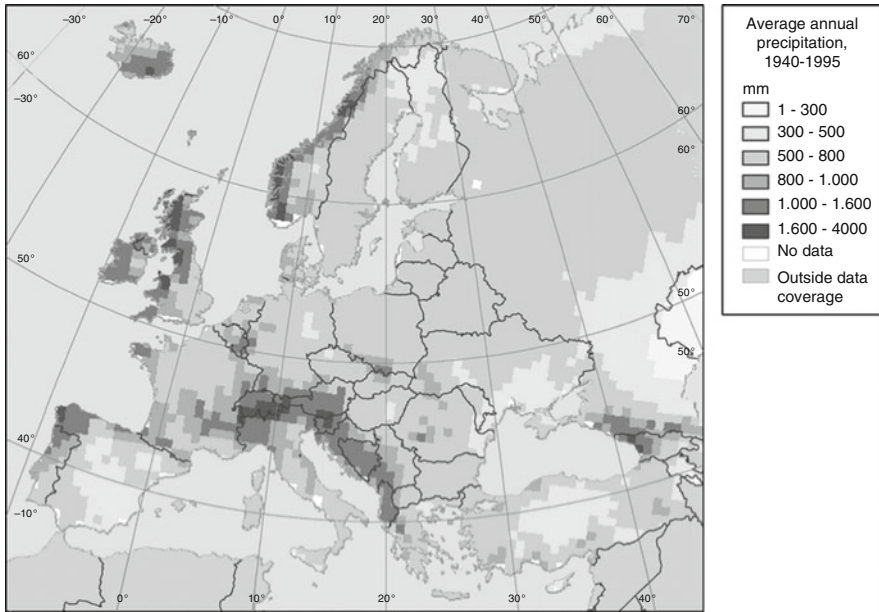 −30° −20° −10° 0° 10° 20° 30° 40° 50° 60° 70°
60°
−30°
60°
60°
50°
50°
50°
40°
−10°
0° 10° 20° 30° 40°
Average annual
precipitation,
1940-1995
mm
1 - 300
300 - 500
500 - 800
800 - 1.000
1.000 - 1.600
1.600 - 4000
No data
Outside data
coverage